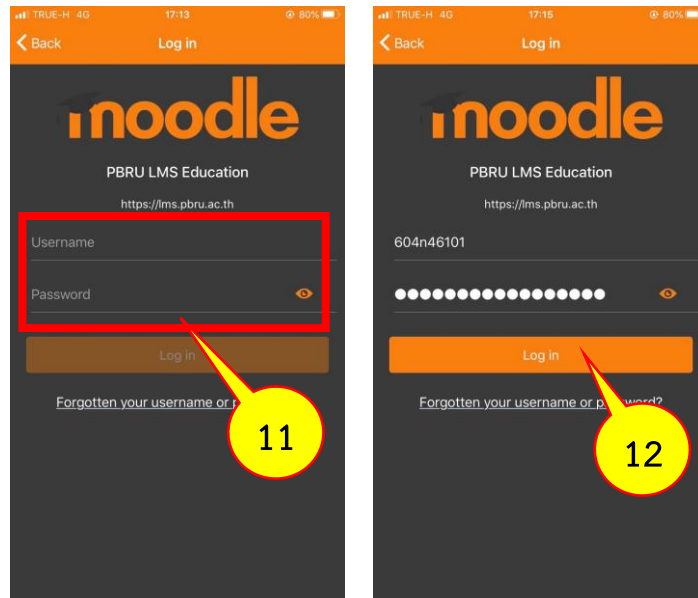 TRUE-H 4G 17:13 80%
Back Log in
moodle
PBRU LMS Education
https://lms.pbru.ac.th
Username
Password
Log in
Forgotten your username or p
11
TRUE-H 4G 17:15 80%
Back Log in
moodle
PBRU LMS Education
https://lms.pbru.ac.th
604n46101
●●●●●●●●●●●●●●●●●
Log in
Forgotten your username or password?
12